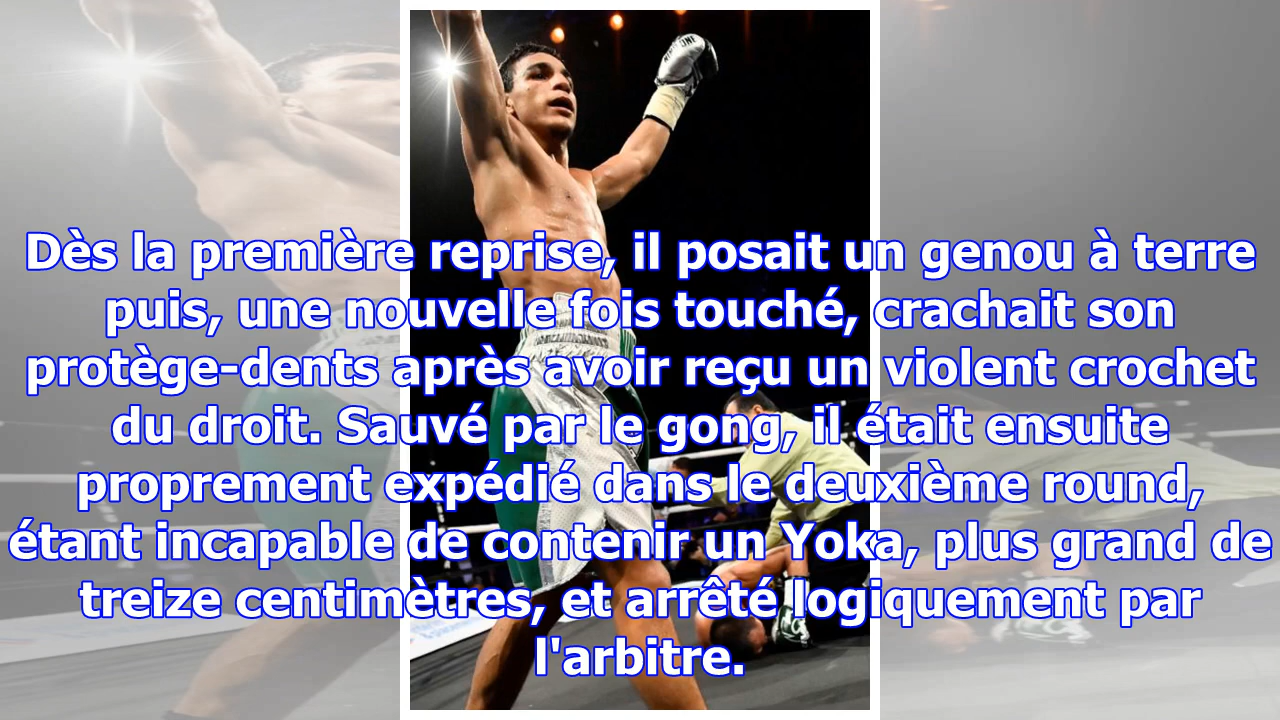 Dès la première reprise, il posait un genou à terre
puis, une nouvelle fois touché, crachait son
protège-dents après avoir reçu un violent crochet
du droit. Sauvé par le gong, il était ensuite
proprement expédié dans le deuxième round,
étant incapable de contenir un Yoka, plus grand de
treize centimètres, et arrêté logiquement par
l'arbitre.